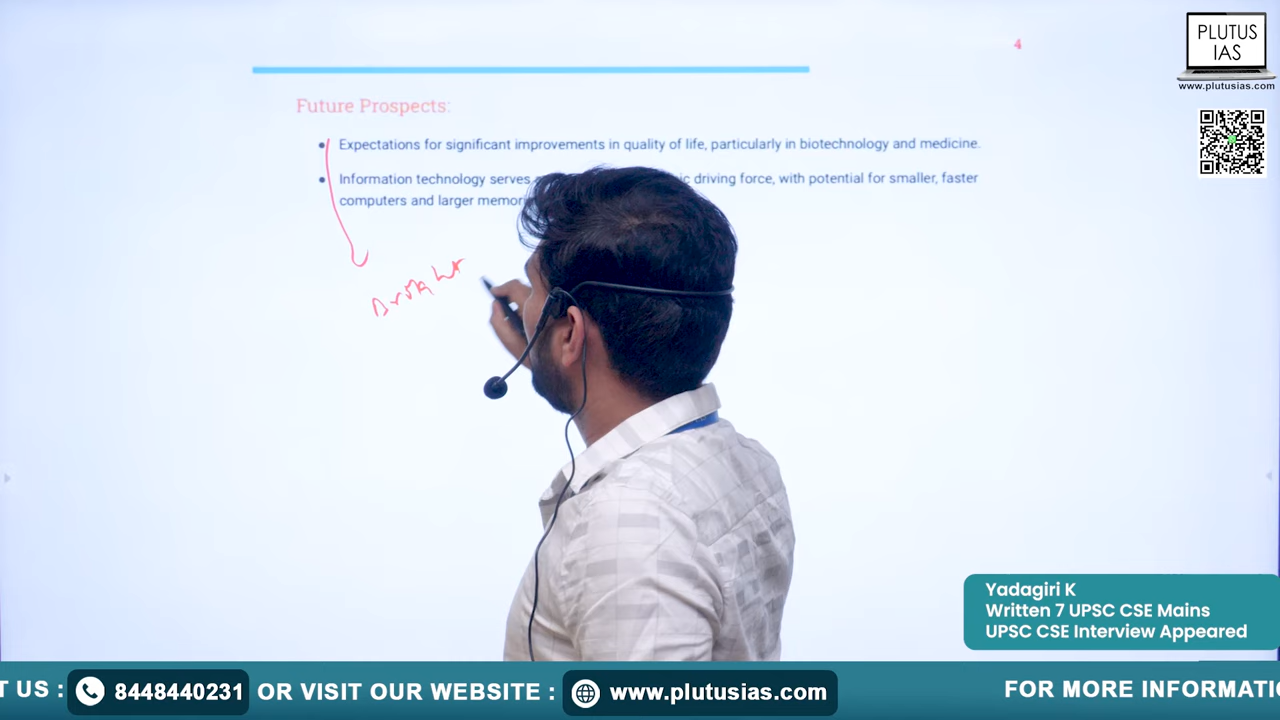 4
PLUTUS
IAS
www.plutusias.com
Future Prospects:
• Expectations for significant improvements in quality of life, particularly in biotechnology and medicine.
• Information technology serves driving force, with potential for smaller, faster
computers and larger
Yadagiri K
Written 7 UPSC CSE Mains
UPSC CSE Interview Appeared
T US : 8448440231 OR VISIT OUR WEBSITE : www.plutusias.com FOR MORE INFORMATI